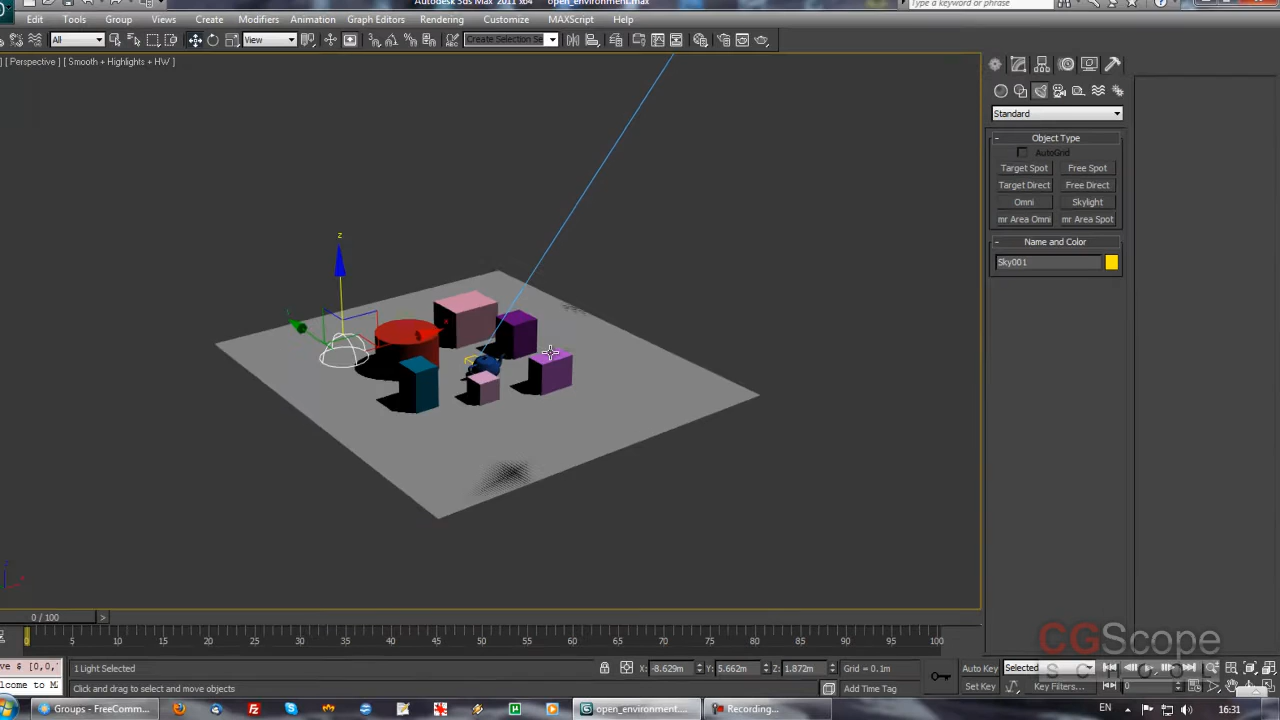 Autodesk 3ds Max 2011 x64 open_environment.max
Type a keyword or phrase
Edit Tools Group Views Create Modifiers Animation Graph Editors Rendering Customize MAXScript Help
All View Create Selection Se
[ Perspective ] [ Smooth + Highlights + HW ]
Standard
Object Type
AutoGrid
Target Spot Free Spot
Target Direct Free Direct
Omni Skylight
mr Area Omni mr Area Spot
Name and Color
Sky001
z
x
0 / 100
0 5 10 15 20 25 30 35 40 45 50 55 60 65 70 75 80 85 90 95 100
1 Light Selected X: -8.629m Y: 5.662m Z: 1.872m Grid = 0.1m Auto Key Selected
Click and drag to select and move objects Add Time Tag Set Key Key Filters... 0
CGScope
SCHOOL
Groups - FreeComm... open_environment.... Recording... EN 16:31